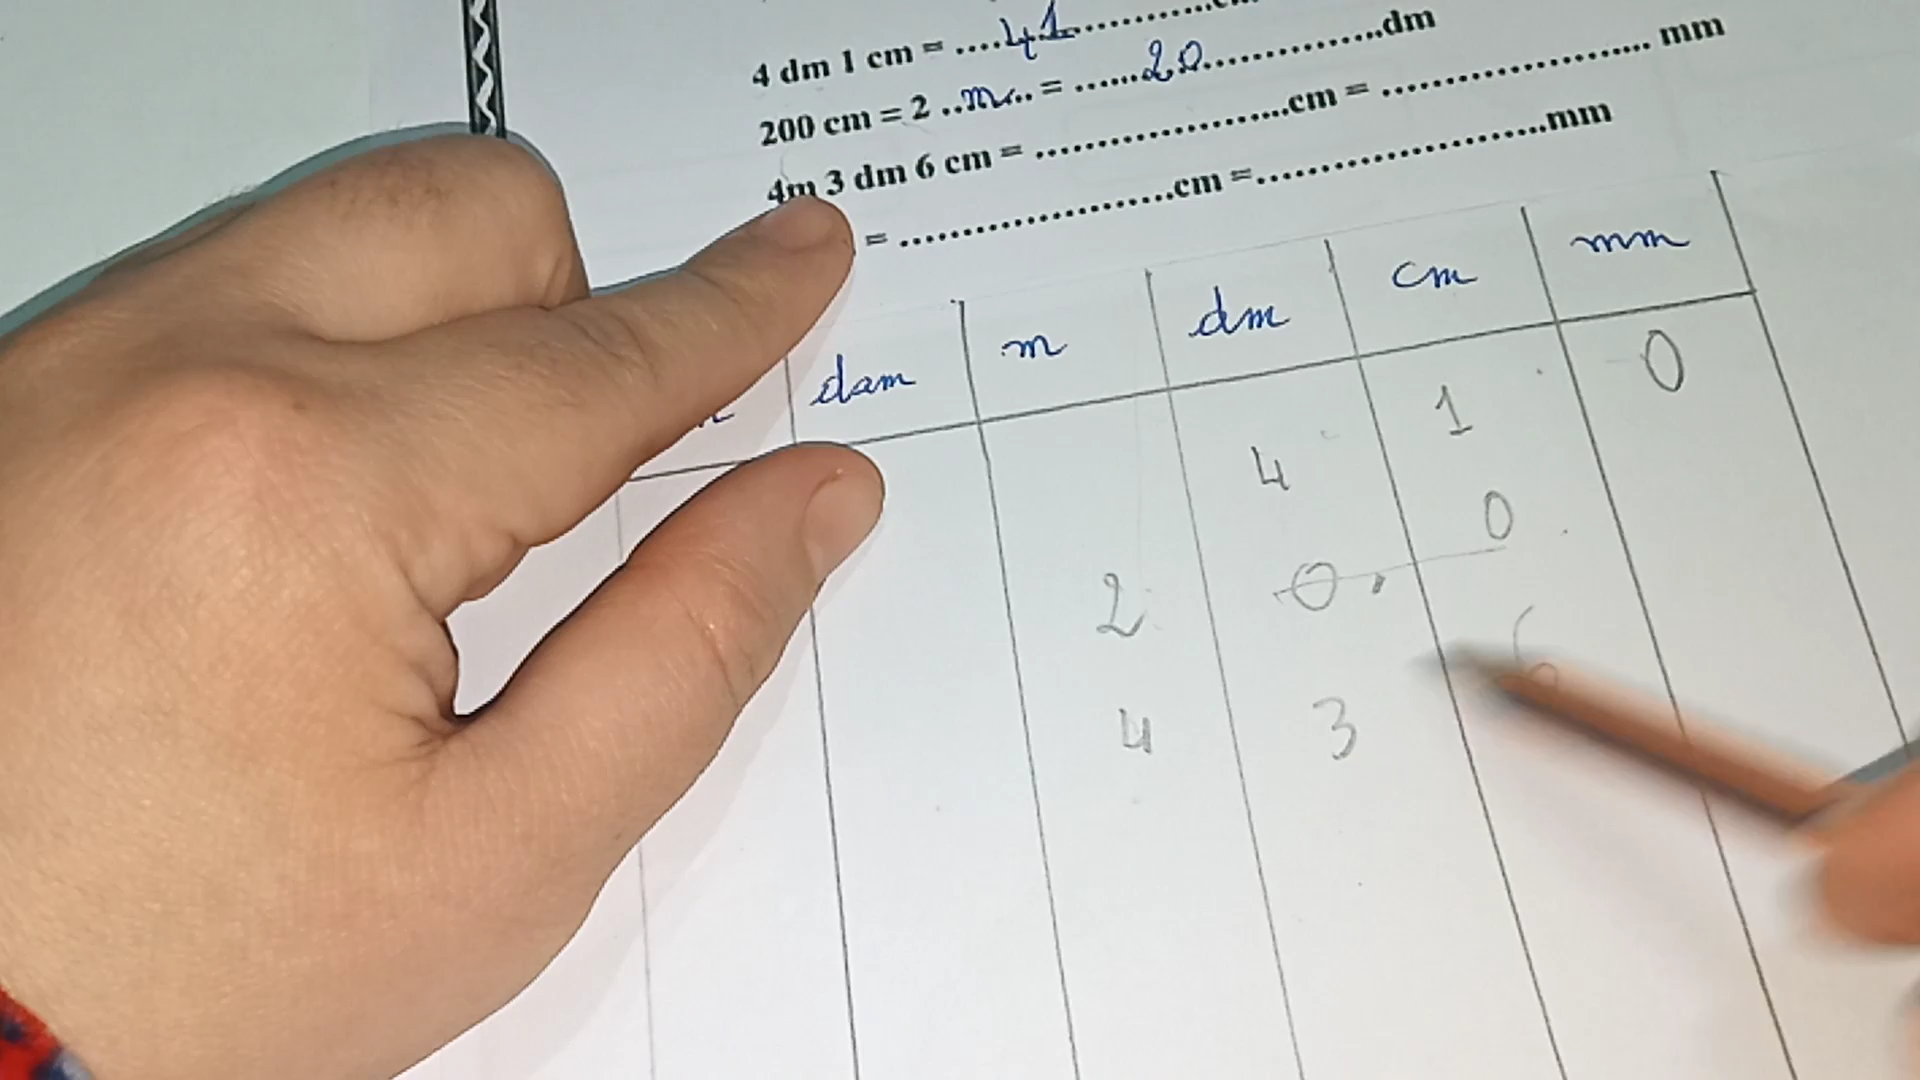 4 dm 1 cm = ....41............
200 cm = 2 ..m... = ......20..............dm
4m 3 dm 6 cm = .....................cm = ...................... mm
= ......................cm =.......................mm
dam m dm cm mm
4 1 0
2 0, 0
4 3 6